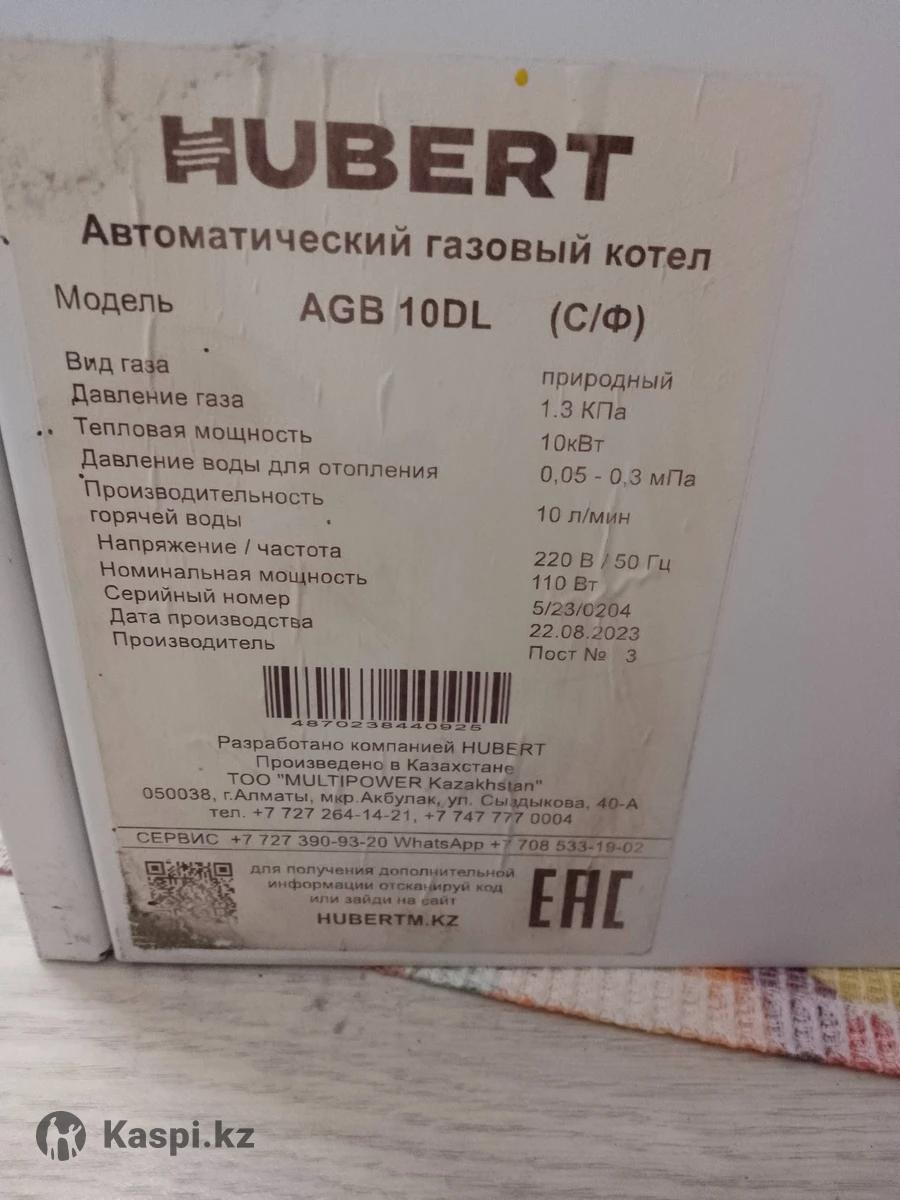 HUBERT
Автоматический газовый котел
Модель AGB 10DL (С/Ф)
Вид газа природный
Давление газа 1.3 КПа
Тепловая мощность 10кВт
Давление воды для отопления 0,05 - 0,3 мПа
Производительность
горячей воды 10 л/мин
Напряжение / частота 220 В / 50 Гц
Номинальная мощность 110 Вт
Серийный номер 5/23/0204
Дата производства 22.08.2023
Производитель Пост № 3
4870238440925
Разработано компанией HUBERT
Произведено в Казахстане
ТОО "MULTIPOWER Kazakhstan"
050038, г.Алматы, мкр.Акбулак, ул. Сыздыкова, 40-А
тел. +7 727 264-14-21, +7 747 777 0004
СЕРВИС +7 727 390-93-20 WhatsApp +7 708 533-19-02
для получения дополнительной
информации отсканируй код
или зайди на сайт
HUBERTM.KZ
EAC
Kaspi.kz